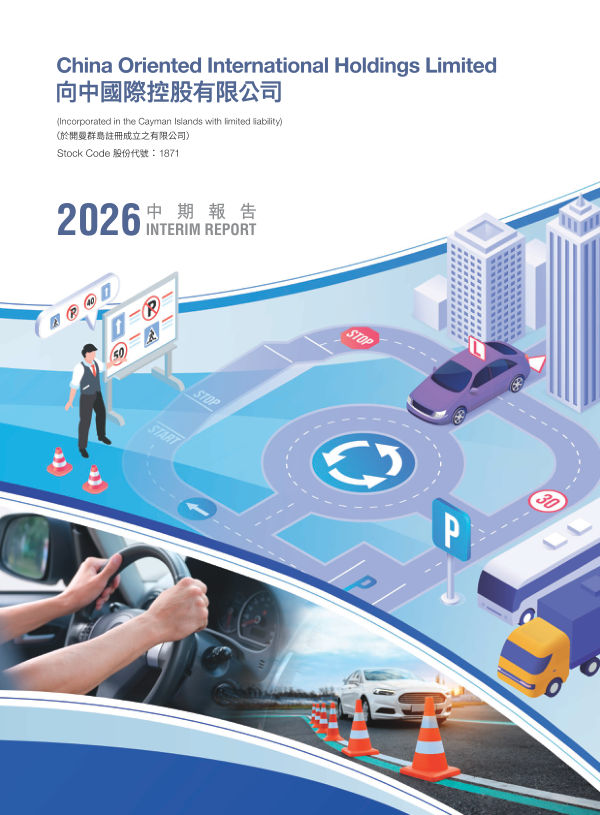 China Oriented International Holdings Limited
向中國際控股有限公司
(Incorporated in the Cayman Islands with limited liability)
(於開曼群島註冊成立之有限公司)
Stock Code 股份代號：1871
2026 中期報告
INTERIM REPORT
P 40
P
50
STOP
L
STOP
START
30
P
P